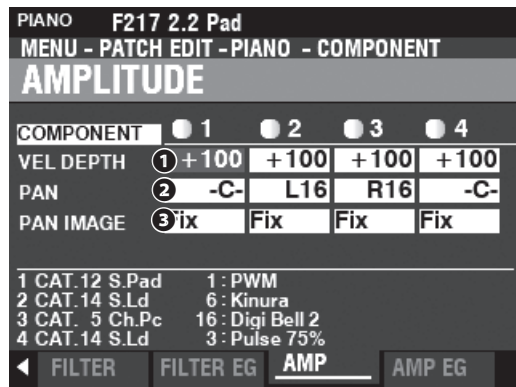 PIANO F217 2.2 Pad
MENU - PATCH EDIT - PIANO - COMPONENT
AMPLITUDE
COMPONENT 1 2 3 4
VEL DEPTH 1 +100 +100 +100 +100
PAN 2 -C- L16 R16 -C-
PAN IMAGE 3 Fix Fix Fix Fix
1 CAT.12 S.Pad 1 : PWM
2 CAT.14 S.Ld 6 : Kinura
3 CAT. 5 Ch.Pc 16 : Digi Bell 2
4 CAT.14 S.Ld 3 : Pulse 75%
◀ FILTER FILTER EG AMP AMP EG